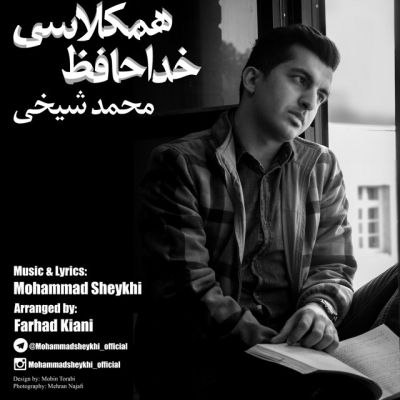 همکلاسی
خداحافظ
محمد شیخی
Music & Lyrics:
Mohammad Sheykhi
Arranged by:
Farhad Kiani
@Mohammadsheykhi_official
Mohammadsheykhi_official
Design by: Mobin Torabi
Photography: Mehran Najafi